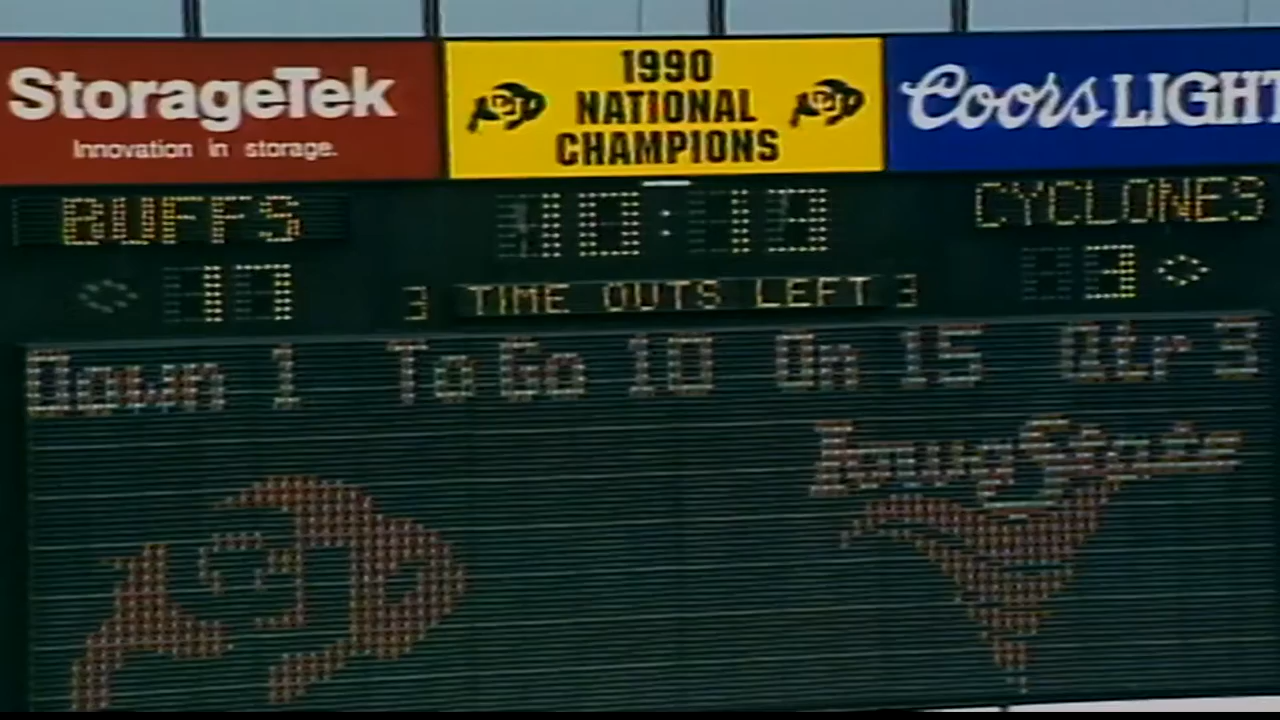 StorageTek
Innovation in storage.
1990
NATIONAL
CHAMPIONS
Coors LIGHT
BUFFS
10:13
CYCLONES
17
3 TIME OUTS LEFT 3
3
Down 1 To Go 10 On 15 Qtr 3
Iowa State